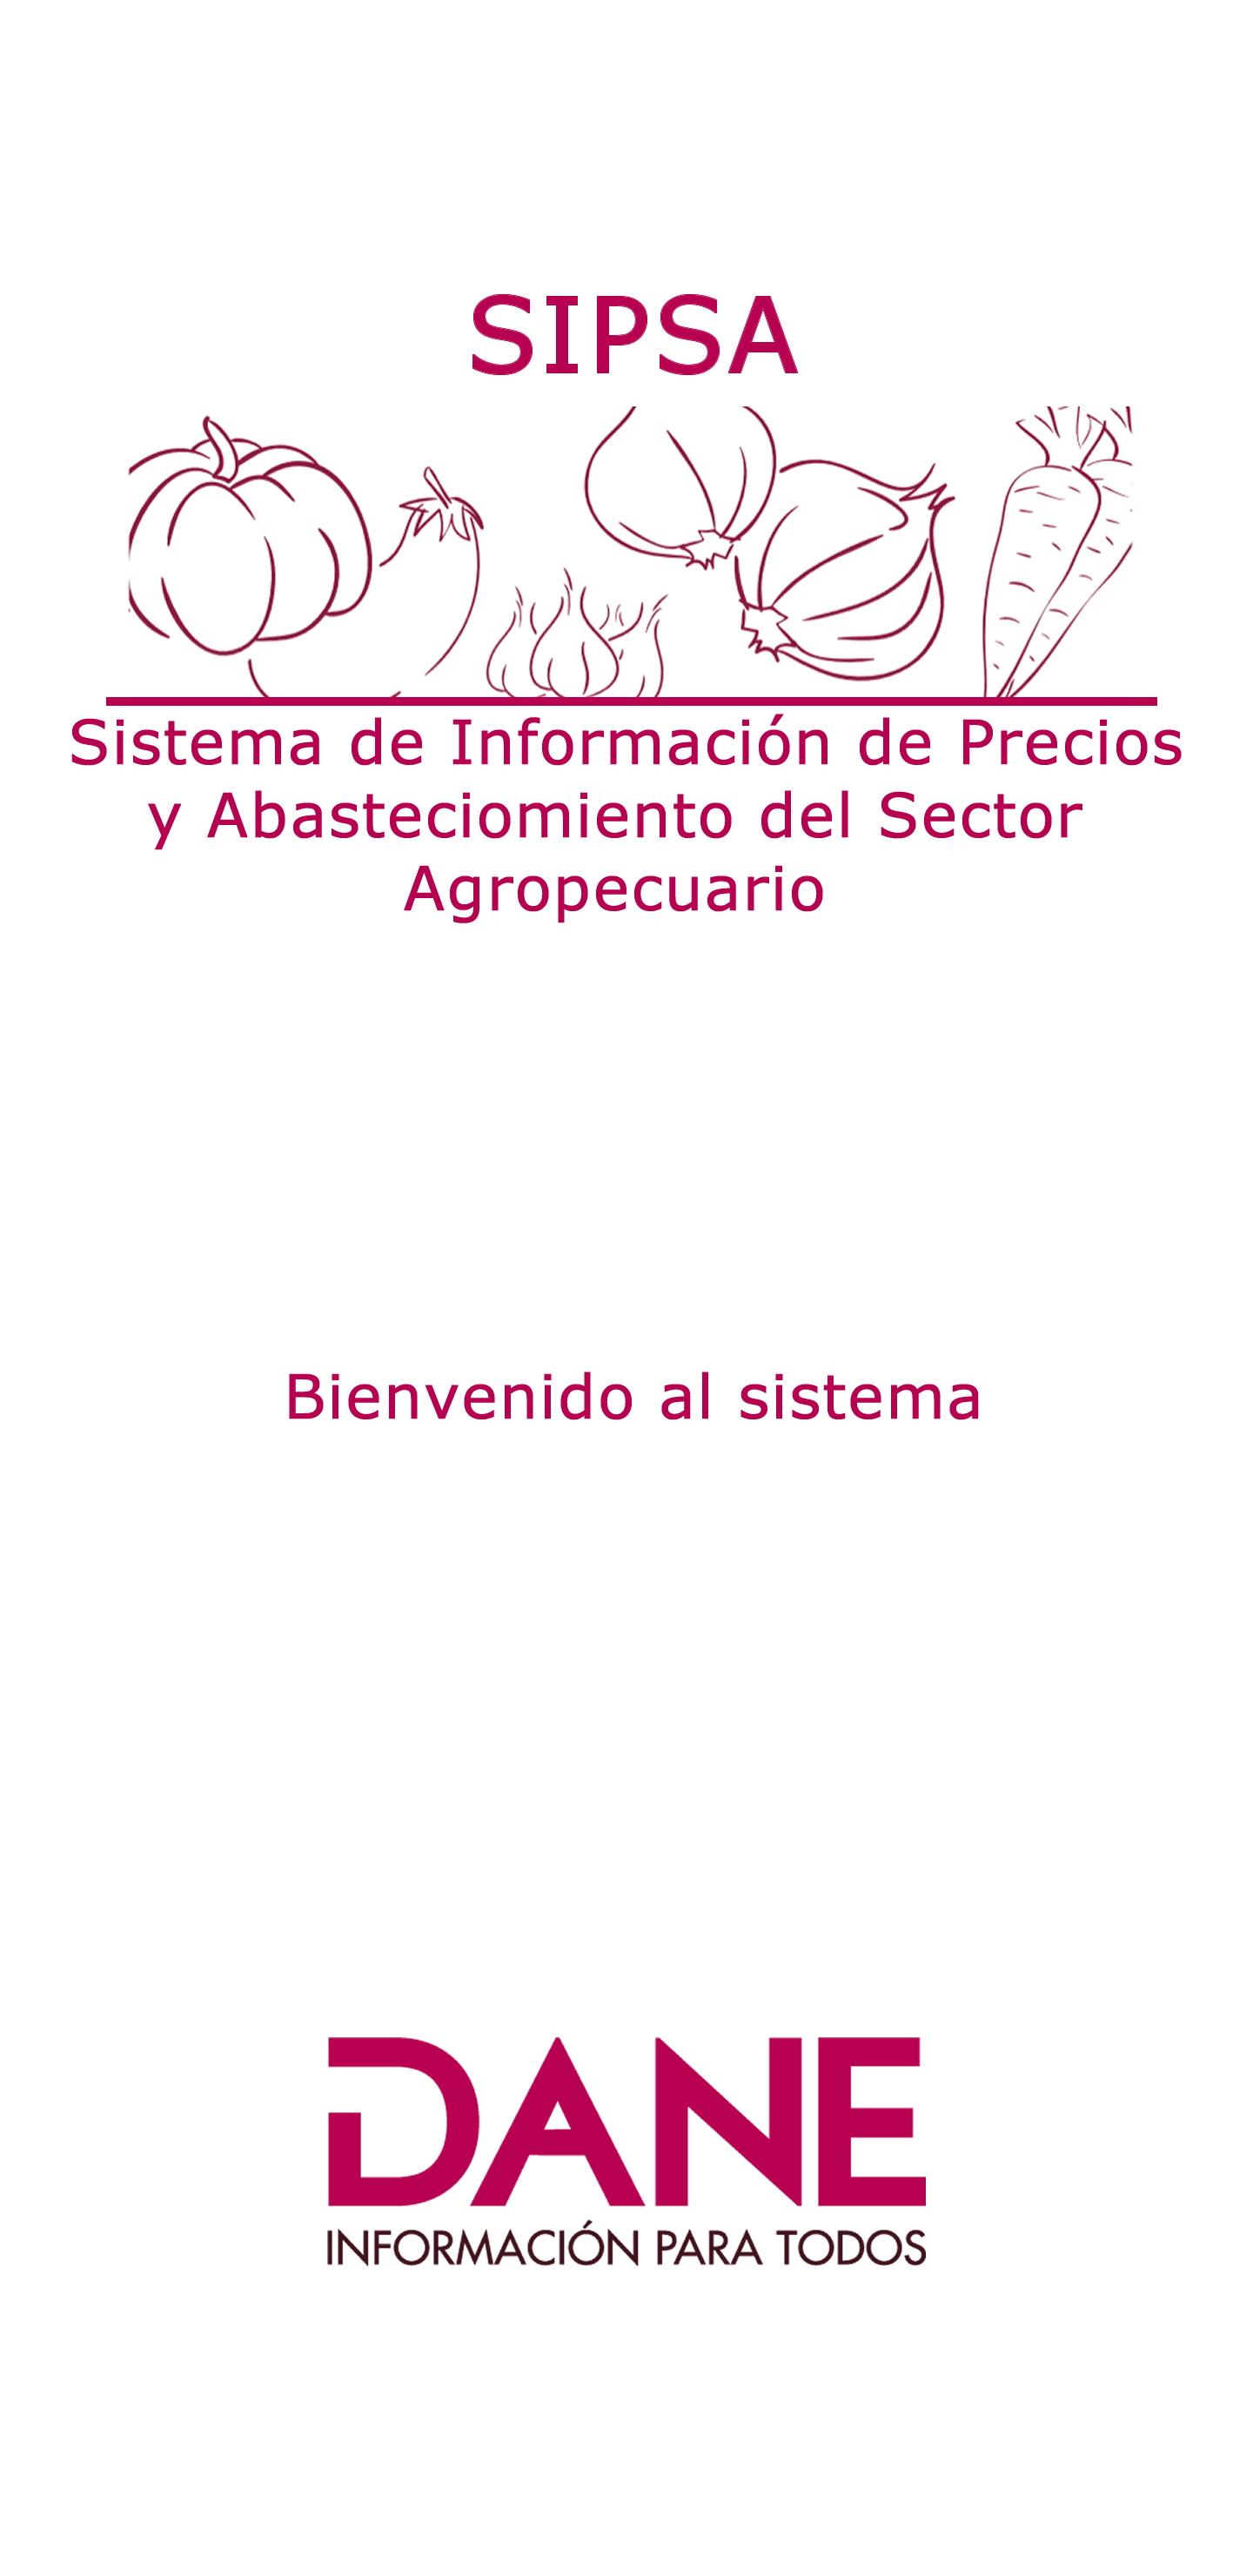 SIPSA
Sistema de Información de Precios
y Abasteciomiento del Sector
Agropecuario
Bienvenido al sistema
DANE
INFORMACIÓN PARA TODOS